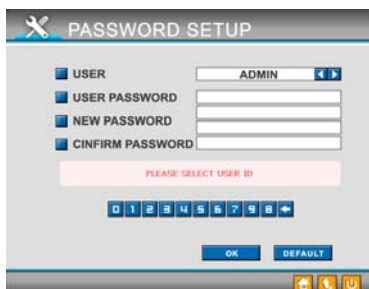 PASSWORD SETUP
USER ADMIN
USER PASSWORD
NEW PASSWORD
CINFIRM PASSWORD
PLEASE SELECT USER ID
0 1 2 3 4 5 6 7 9 8
OK DEFAULT